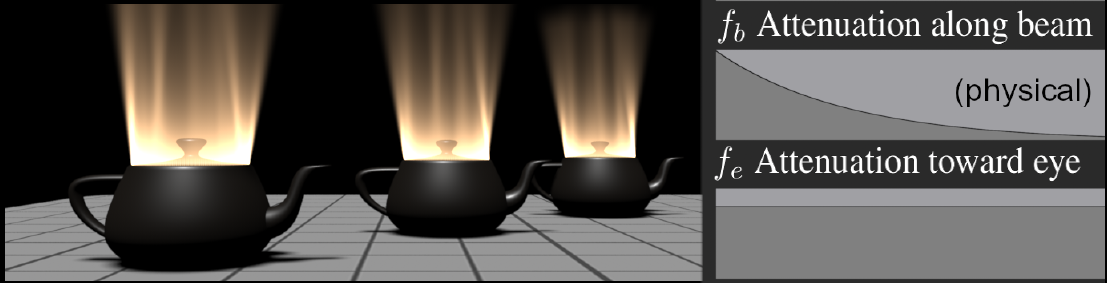 f_b Attenuation along beam
(physical)
f_e Attenuation toward eye